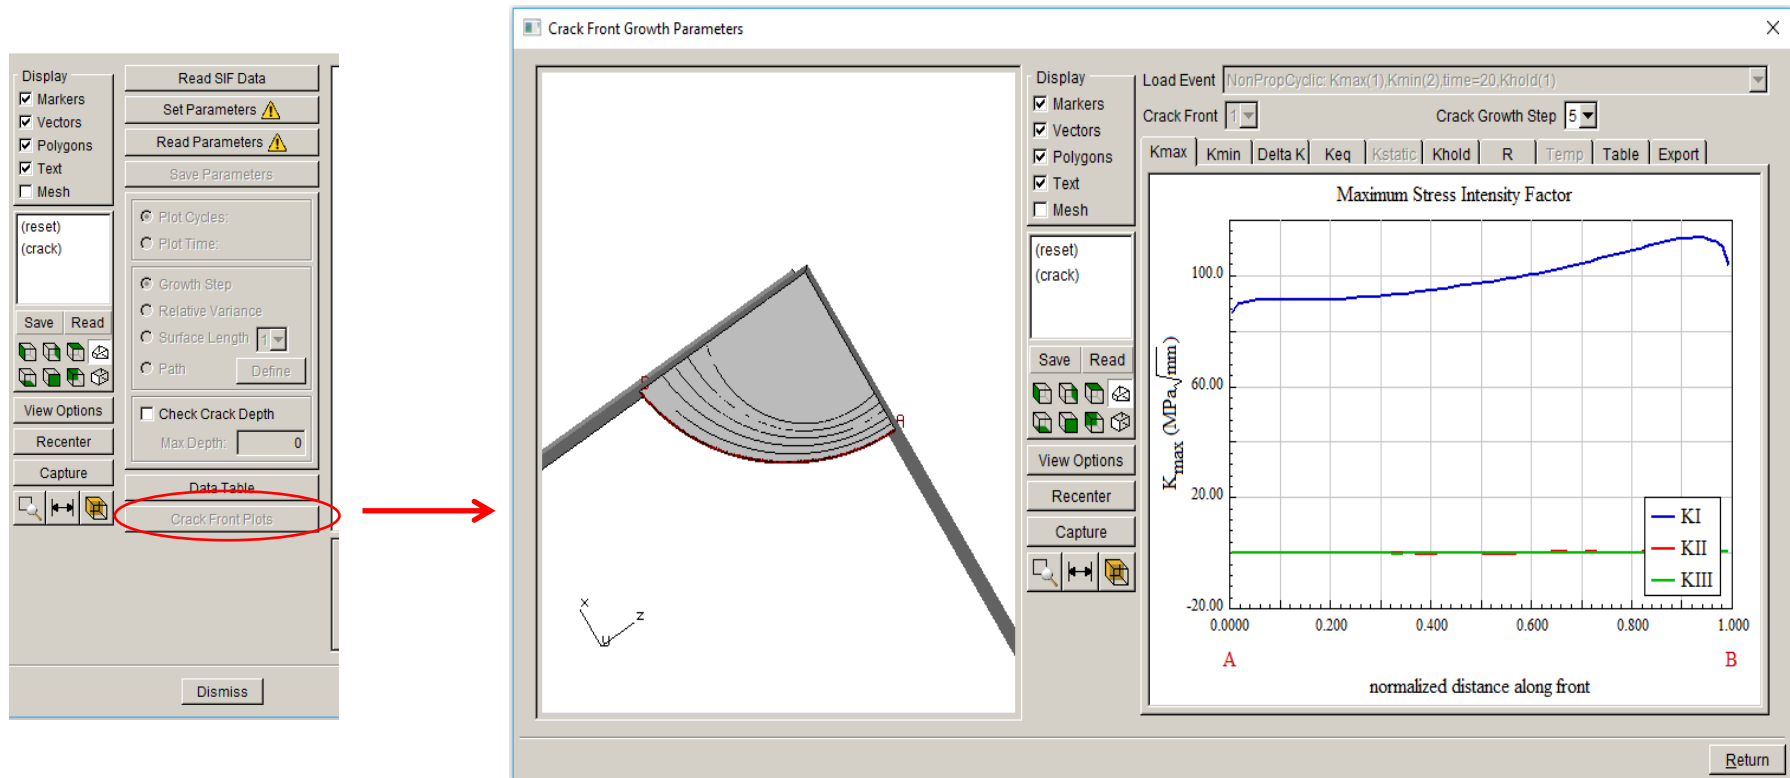 Display
Markers
Vectors
Polygons
Text
Mesh
(reset)
(crack)
Save Read
View Options
Recenter
Capture
Read SIF Data
Set Parameters
Read Parameters
Save Parameters
Plot Cycles:
Plot Time:
Growth Step
Relative Variance
Surface Length 1
Path Define
Check Crack Depth
Max Depth: 0
Data Table
Crack Front Plots
Dismiss
Crack Front Growth Parameters
A
x
z
y
Display
Markers
Vectors
Polygons
Text
Mesh
(reset)
(crack)
Save Read
View Options
Recenter
Capture
Load Event NonPropCyclic: Kmax(1),Kmin(2),time=20,Khold(1)
Crack Front 1 Crack Growth Step 5
Kmax Kmin Delta K Keq Kstatic Khold R Temp Table Export
Maximum Stress Intensity Factor
100.0
60.00
20.00
-20.00
Kmax (MPa√mm)
KI
KII
KIII
0.0000 0.200 0.400 0.600 0.800 1.000
A B
normalized distance along front
Return